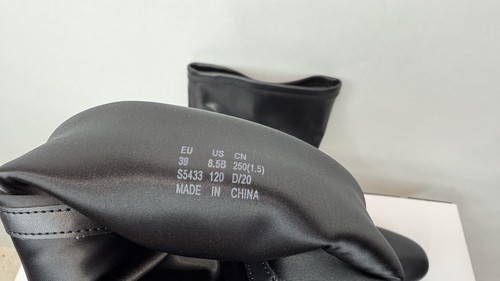 EU US CN
39 8.5B 250(1.5)
S5433 120 D/20
MADE IN CHINA